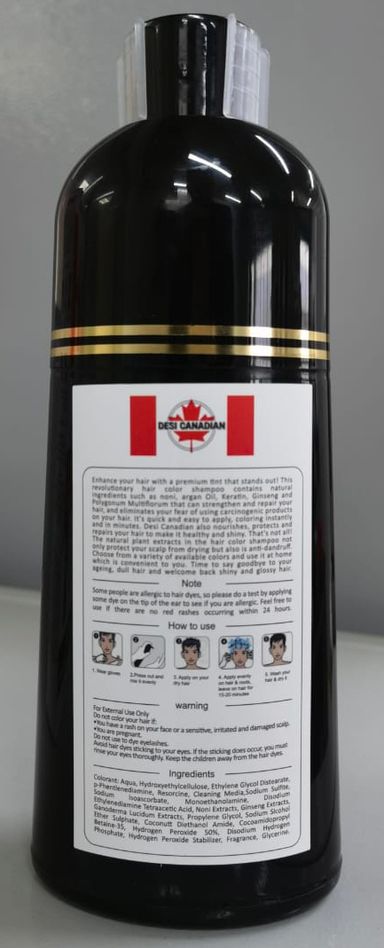 DESI CANADIAN
Enhance your hair with a premium tint that stands out! This
revolutionary hair color shampoo contains natural
ingredients such as noni, argan Oil, Keratin, Ginseng and
Polygonum Multiflorum that can strengthen and repair your
hair, and eliminates your fear of using carcinogenic products
on your hair. It's quick and easy to apply, coloring instantly
and in minutes. Desi Canadian also nourishes, protects and
repairs your hair to make it healthy and shiny. That's not all!
The natural plant extracts in the hair color shampoo not
only protect your scalp from drying but also is anti-dandruff.
Choose from a variety of available colors and use it at home
which is convenient to you. Time to say goodbye to your
ageing, dull hair and welcome back shiny and glossy hair.
Note
Some people are allergic to hair dyes, so please do a test by applying
some dye on the tip of the ear to see if you are allergic. Feel free to
use if there are no red rashes occurring within 24 hours.
How to use
1. Wear gloves
2.Press out and
mix it evenly
3. Apply on your
dry hair
4. Apply evenly
on hair & roots,
leave on hair for
15-20 minutes
5. Wash your
hair & dry it
warning
For External Use Only
Do not color your hair if:
•You have a rash on your face or a sensitive, irritated and damaged scalp.
•You are pregnant.
Do not use to dye eyelashes.
Avoid hair dyes sticking to your eyes. If the sticking does occur, you must
rinse your eyes thoroughly. Keep the children away from the hair dyes.
Ingredients
Colorant: Aqua, Hydroxyethylcellulose, Ethylene Glycol Distearate,
p-Phentlenediamine, Resorcine, Cleaning Media,Sodium Sulfite,
Sodium Isoascorbate, Monoethanolamine, Disodium
Ethylenediamine Tetraacetic Acid, Noni Extracts, Ginseng Extracts,
Ganoderma Lucidum Extracts, Propylene Glycol, Sodium Alcohol
Ether Sulphate, Coconutt Diethanol Amide, Cocoamidopropyl
Betaine-35, Hydrogen Peroxide 50%, Disodium Hydrogen
Phosphate, Hydrogen Peroxide Stabilizer, Fragrance, Glycerine.